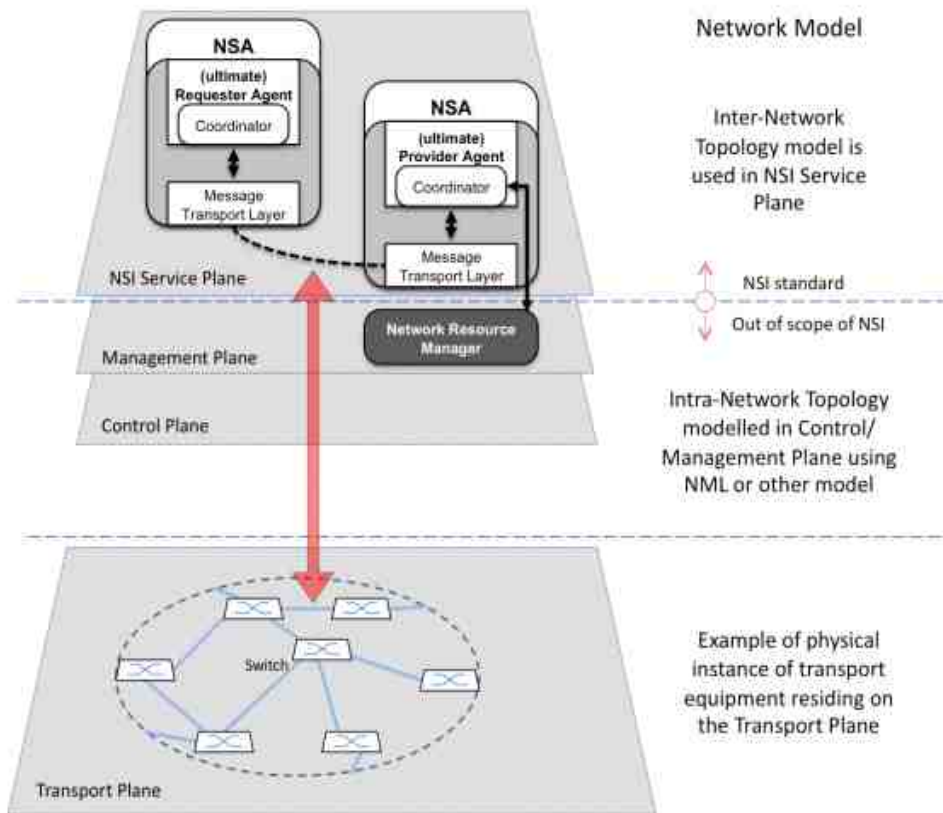 Network Model
NSA
(ultimate)
Requester Agent
Coordinator
Message
Transport Layer
NSA
(ultimate)
Provider Agent
Coordinator
Message
Transport Layer
NSI Service Plane
Inter-Network
Topology model is
used in NSI Service
Plane
NSI standard
Out of scope of NSI
Network Resource
Manager
Management Plane
Control Plane
Intra-Network Topology
modelled in Control/
Management Plane using
NML or other model
Switch
Example of physical
instance of transport
equipment residing on
the Transport Plane
Transport Plane